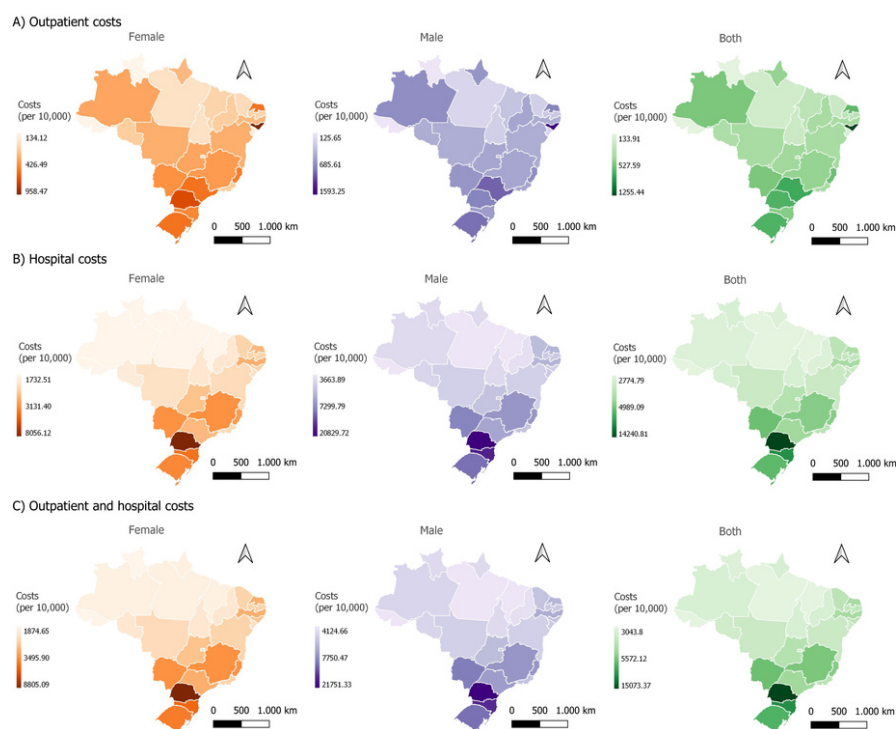 A) Outpatient costs
Female
Male
Both
Costs
(per 10,000)
134.12
426.49
958.47
0 500 1.000 km
Costs
(per 10,000)
125.65
685.61
1593.25
0 500 1.000 km
Costs
(per 10,000)
133.91
527.59
1255.44
0 500 1.000 km
B) Hospital costs
Female
Male
Both
Costs
(per 10,000)
1732.51
3131.40
8056.12
0 500 1.000 km
Costs
(per 10,000)
3663.89
7299.79
20829.72
0 500 1.000 km
Costs
(per 10,000)
2774.79
4989.09
14240.81
0 500 1.000 km
C) Outpatient and hospital costs
Female
Male
Both
Costs
(per 10,000)
1874.65
3495.90
8805.09
0 500 1.000 km
Costs
(per 10,000)
4124.66
7750.47
21751.33
0 500 1.000 km
Costs
(per 10,000)
3043.8
5572.12
15073.37
0 500 1.000 km